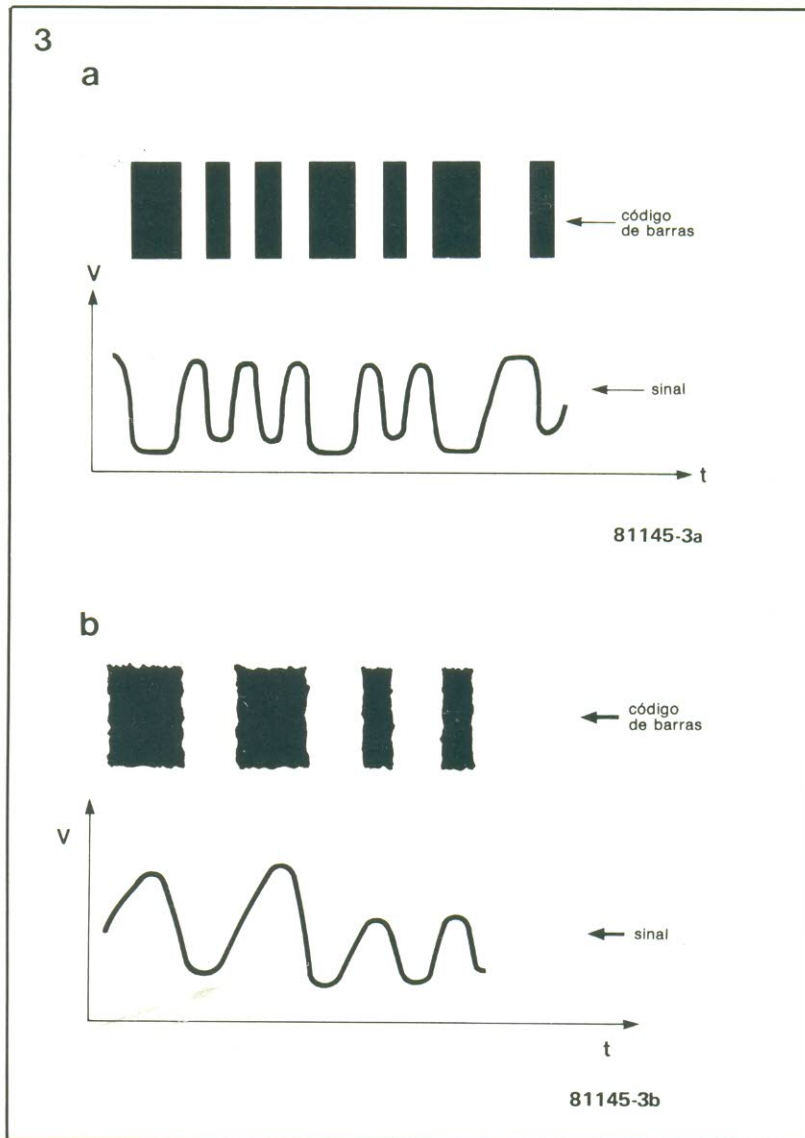 3
a
código
de barras
V
sinal
t
81145-3a
b
código
de barras
V
sinal
t
81145-3b